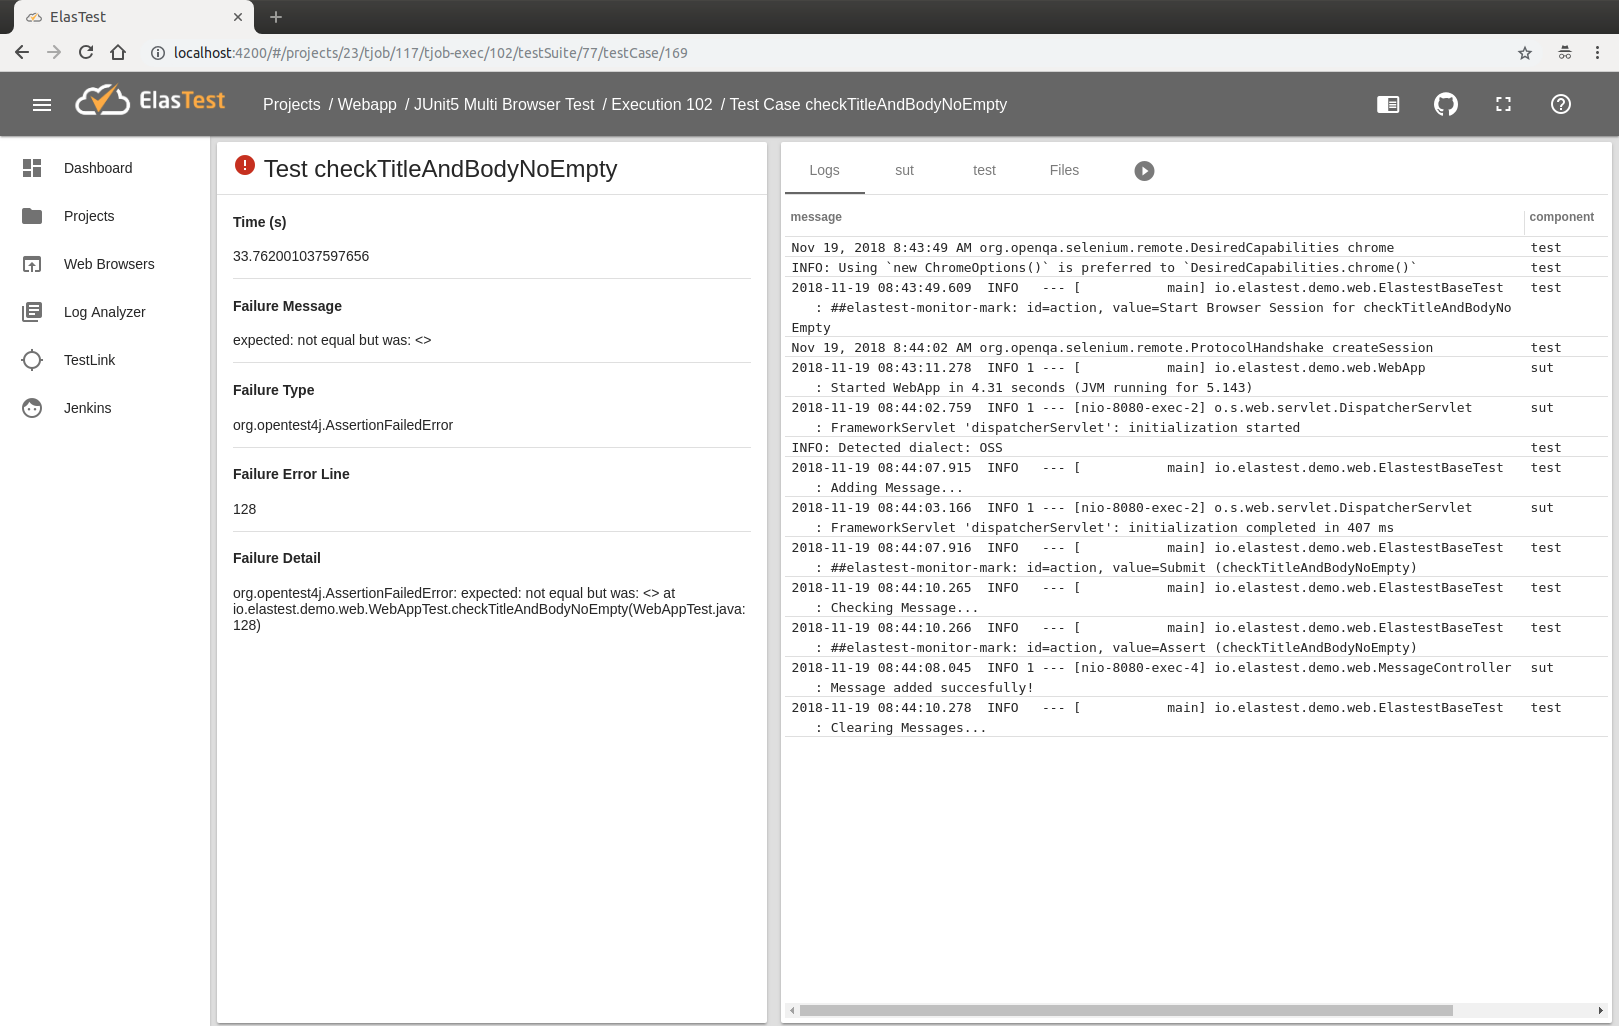 ElasTest
localhost:4200/#/projects/23/tjob/117/tjob-exec/102/testSuite/77/testCase/169
ElasTest
Projects / Webapp / JUnit5 Multi Browser Test / Execution 102 / Test Case checkTitleAndBodyNoEmpty
Dashboard
Projects
Web Browsers
Log Analyzer
TestLink
Jenkins
Test checkTitleAndBodyNoEmpty
Time (s)
33.762001037597656
Failure Message
expected: not equal but was: <>
Failure Type
org.opentest4j.AssertionFailedError
Failure Error Line
128
Failure Detail
org.opentest4j.AssertionFailedError: expected: not equal but was: <> at
io.elastest.demo.web.WebAppTest.checkTitleAndBodyNoEmpty(WebAppTest.java:
128)
Logs sut test Files
message component
Nov 19, 2018 8:43:49 AM org.openqa.selenium.remote.DesiredCapabilities chrome test
INFO: Using `new ChromeOptions()` is preferred to `DesiredCapabilities.chrome()` test
2018-11-19 08:43:49.609  INFO   --- [           main] io.elastest.demo.web.ElastestBaseTest test
: ##elastest-monitor-mark: id=action, value=Start Browser Session for checkTitleAndBodyNo
Empty
Nov 19, 2018 8:44:02 AM org.openqa.selenium.remote.ProtocolHandshake createSession test
2018-11-19 08:43:11.278  INFO 1 --- [           main] io.elastest.demo.web.WebApp sut
: Started WebApp in 4.31 seconds (JVM running for 5.143)
2018-11-19 08:44:02.759  INFO 1 --- [nio-8080-exec-2] o.s.web.servlet.DispatcherServlet sut
: FrameworkServlet 'dispatcherServlet': initialization started
INFO: Detected dialect: OSS test
2018-11-19 08:44:07.915  INFO   --- [           main] io.elastest.demo.web.ElastestBaseTest test
: Adding Message...
2018-11-19 08:44:03.166  INFO 1 --- [nio-8080-exec-2] o.s.web.servlet.DispatcherServlet sut
: FrameworkServlet 'dispatcherServlet': initialization completed in 407 ms
2018-11-19 08:44:07.916  INFO   --- [           main] io.elastest.demo.web.ElastestBaseTest test
: ##elastest-monitor-mark: id=action, value=Submit (checkTitleAndBodyNoEmpty)
2018-11-19 08:44:10.265  INFO   --- [           main] io.elastest.demo.web.ElastestBaseTest test
: Checking Message...
2018-11-19 08:44:10.266  INFO   --- [           main] io.elastest.demo.web.ElastestBaseTest test
: ##elastest-monitor-mark: id=action, value=Assert (checkTitleAndBodyNoEmpty)
2018-11-19 08:44:08.045  INFO 1 --- [nio-8080-exec-4] io.elastest.demo.web.MessageController sut
: Message added succesfully!
2018-11-19 08:44:10.278  INFO   --- [           main] io.elastest.demo.web.ElastestBaseTest test
: Clearing Messages...